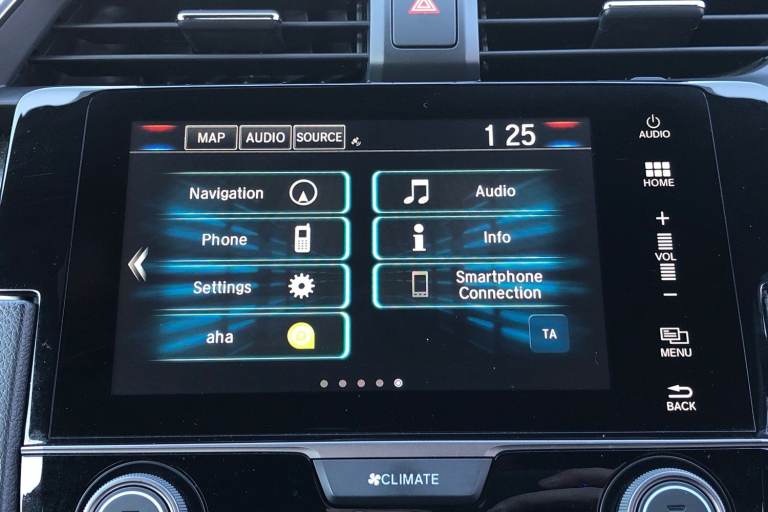 MAP AUDIO SOURCE 1 25
Navigation Audio
Phone Info
Settings Smartphone
Connection
aha TA
AUDIO
HOME
+
VOL
−
MENU
BACK
CLIMATE